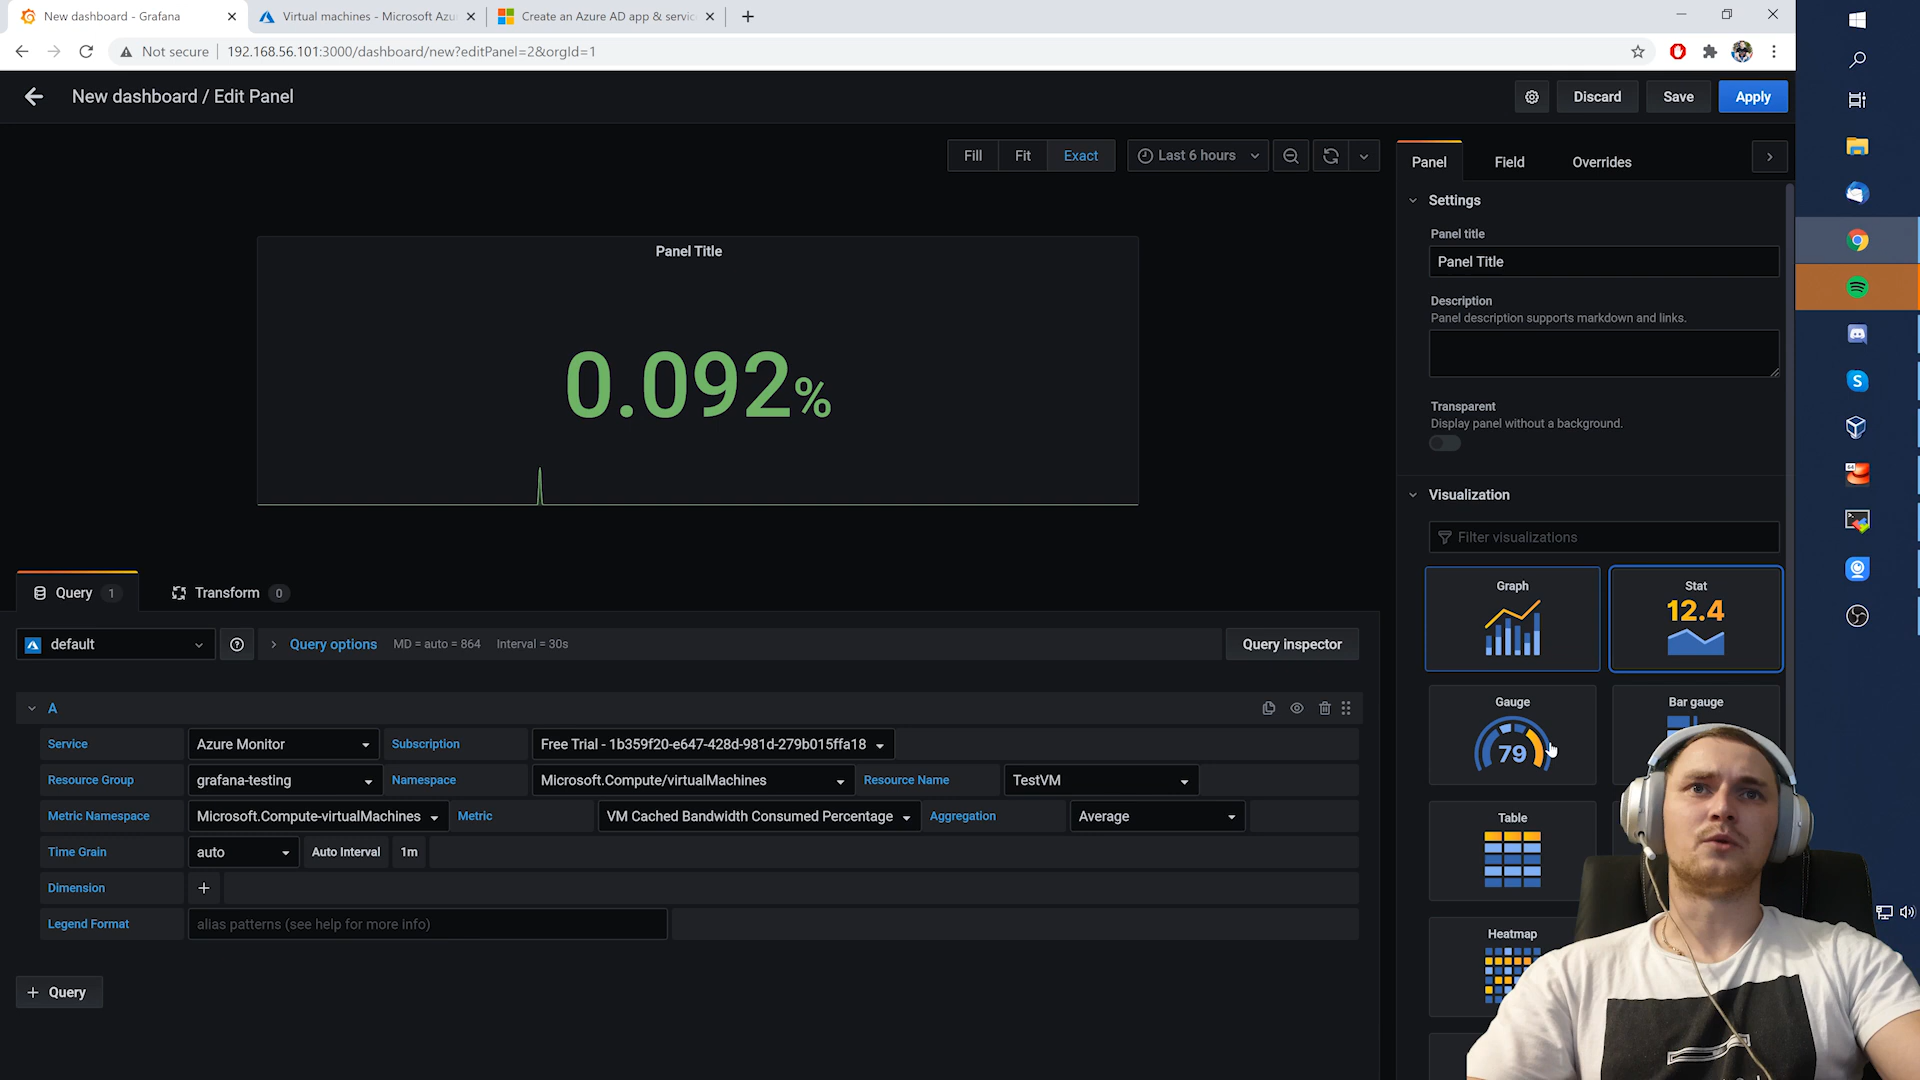 New dashboard - Grafana
Virtual machines - Microsoft Azu
Create an Azure AD app & servic
Not secure
192.168.56.101:3000/dashboard/new?editPanel=2&orgId=1
New dashboard / Edit Panel
Discard
Save
Apply
Fill
Fit
Exact
Last 6 hours
Panel
Field
Overrides
Settings
Panel title
Panel Title
Description
Panel description supports markdown and links.
Transparent
Display panel without a background.
Panel Title
0.092%
Visualization
Filter visualizations
Graph
Stat
12.4
Gauge
79
Bar gauge
Table
Heatmap
Query 1
Transform 0
default
Query options
MD = auto = 864
Interval = 30s
Query inspector
A
Service
Azure Monitor
Subscription
Free Trial - 1b359f20-e647-428d-981d-279b015ffa18
Resource Group
grafana-testing
Namespace
Microsoft.Compute/virtualMachines
Resource Name
TestVM
Metric Namespace
Microsoft.Compute-virtualMachines
Metric
VM Cached Bandwidth Consumed Percentage
Aggregation
Average
Time Grain
auto
Auto Interval
1m
Dimension
+
Legend Format
alias patterns (see help for more info)
+ Query